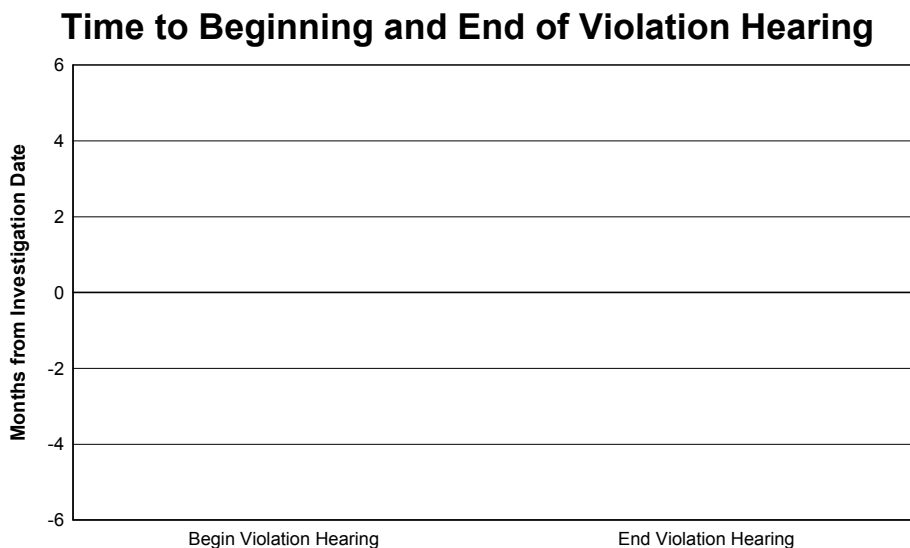 Time to Beginning and End of Violation Hearing
Months from Investigation Date
6
4
2
0
-2
-4
-6
Begin Violation Hearing
End Violation Hearing